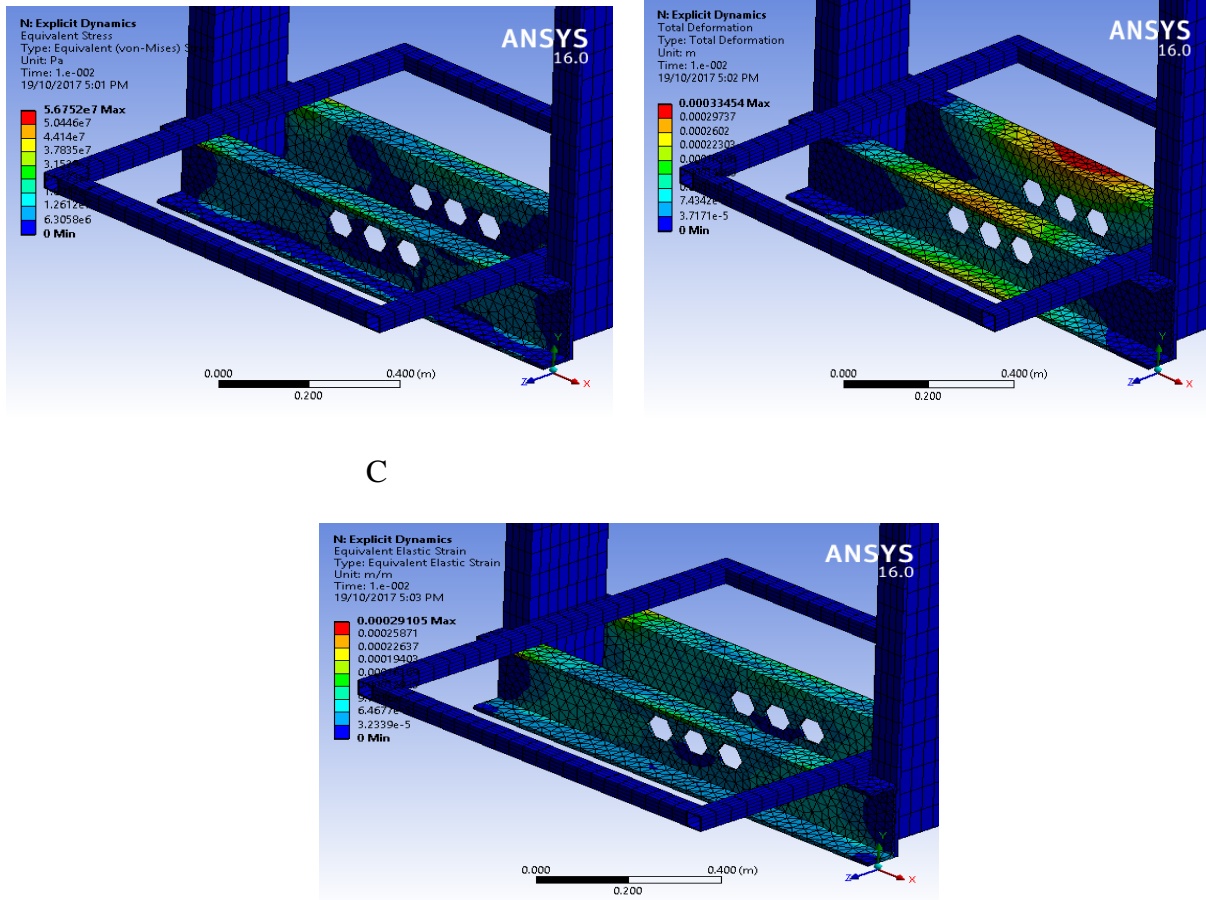 N: Explicit Dynamics
Equivalent Stress
Type: Equivalent (von-Mises) S
Unit: Pa
Time: 1.e-002
19/10/2017 5:01 PM
5.6752e7 Max
5.0446e7
4.414e7
3.7835e7
6.3058e6
0 Min
ANSYS
16.0
0.000
0.400 (m)
0.200
Y
Z
X
N: Explicit Dynamics
Total Deformation
Type: Total Deformation
Unit: m
Time: 1.e-002
19/10/2017 5:02 PM
0.00033454 Max
0.00029737
0.0002602
0.00022303
3.7171e-5
0 Min
ANSYS
16.0
0.000
0.400 (m)
0.200
Y
Z
X
C
N: Explicit Dynamics
Equivalent Elastic Strain
Type: Equivalent Elastic Strain
Unit: m/m
Time: 1.e-002
19/10/2017 5:03 PM
0.00029105 Max
0.00025871
0.00022637
0.00019403
3.2339e-5
0 Min
ANSYS
16.0
0.000
0.400 (m)
0.200
Y
Z
X